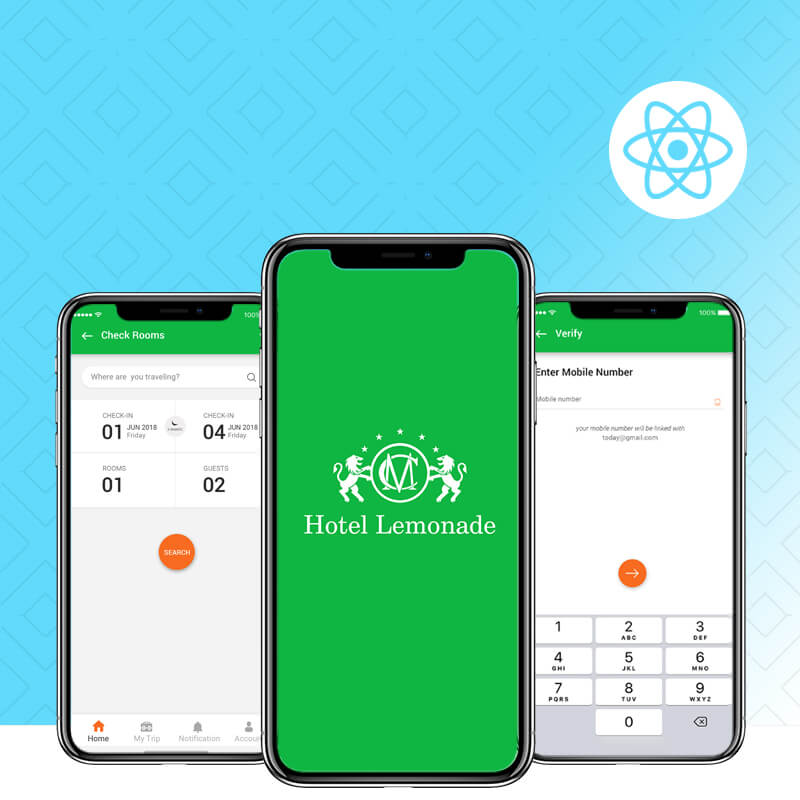 100%
Check Rooms
Where are you traveling?
CHECK-IN
01 JUN 2018
Friday
CHECK-IN
04 JUN 2018
Friday
ROOMS
01
GUESTS
02
SEARCH
Home
My Trip
Notification
Accoun
MC
Hotel Lemonade
100%
Verify
Enter Mobile Number
Mobile number
your mobile number will be linked with
today@gmail.com
1
2
ABC
3
DEF
4
GHI
5
JKL
6
MNO
7
PQRS
8
TUV
9
WXYZ
0